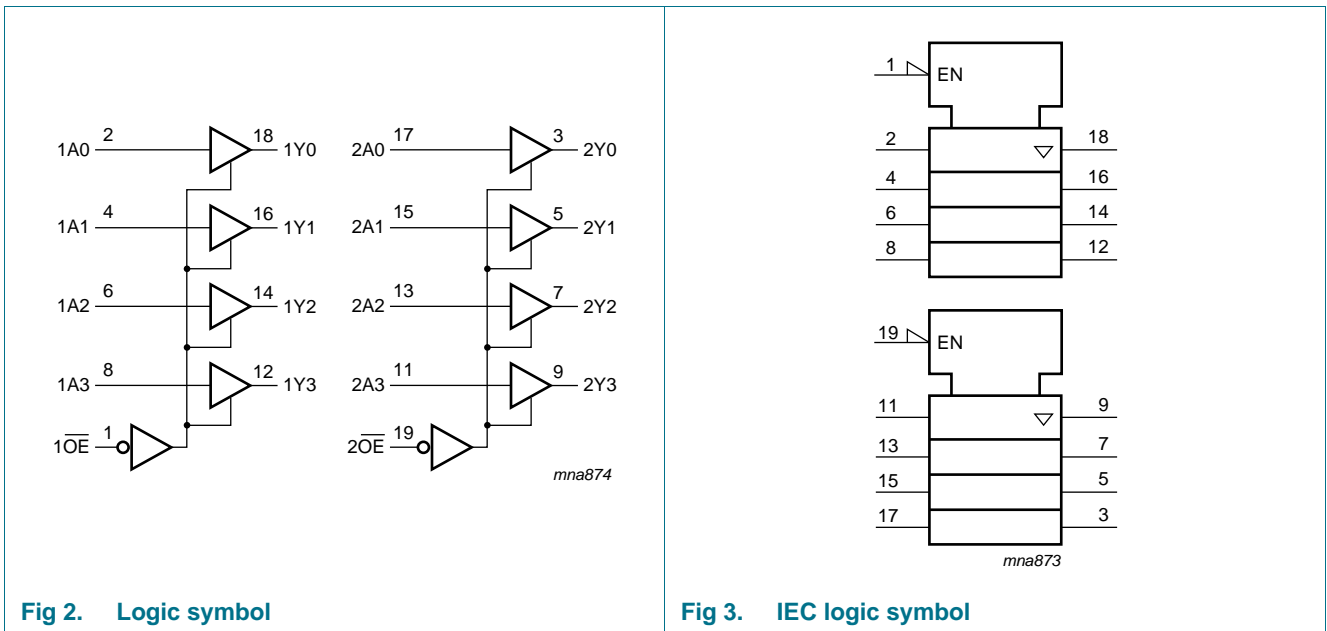 1A0 2 18 1Y0
1A1 4 16 1Y1
1A2 6 14 1Y2
1A3 8 12 1Y3
1O̅E̅ 1
2A0 17 3 2Y0
2A1 15 5 2Y1
2A2 13 7 2Y2
2A3 11 9 2Y3
2O̅E̅ 19
mna874
Fig 2. Logic symbol
1 EN
2 18
4 16
6 14
8 12
19 EN
11 9
13 7
15 5
17 3
mna873
Fig 3. IEC logic symbol